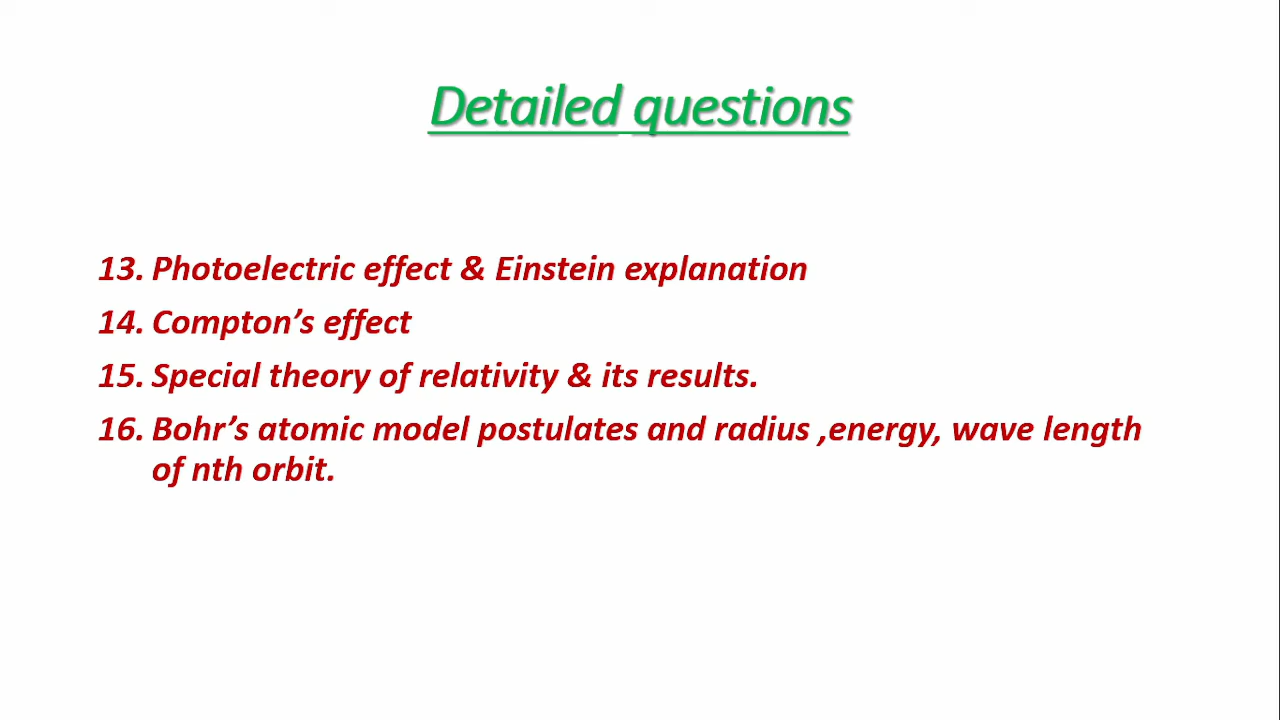 Detailed questions
13. Photoelectric effect & Einstein explanation
14. Compton’s effect
15. Special theory of relativity & its results.
16. Bohr’s atomic model postulates and radius ,energy, wave length
of nth orbit.